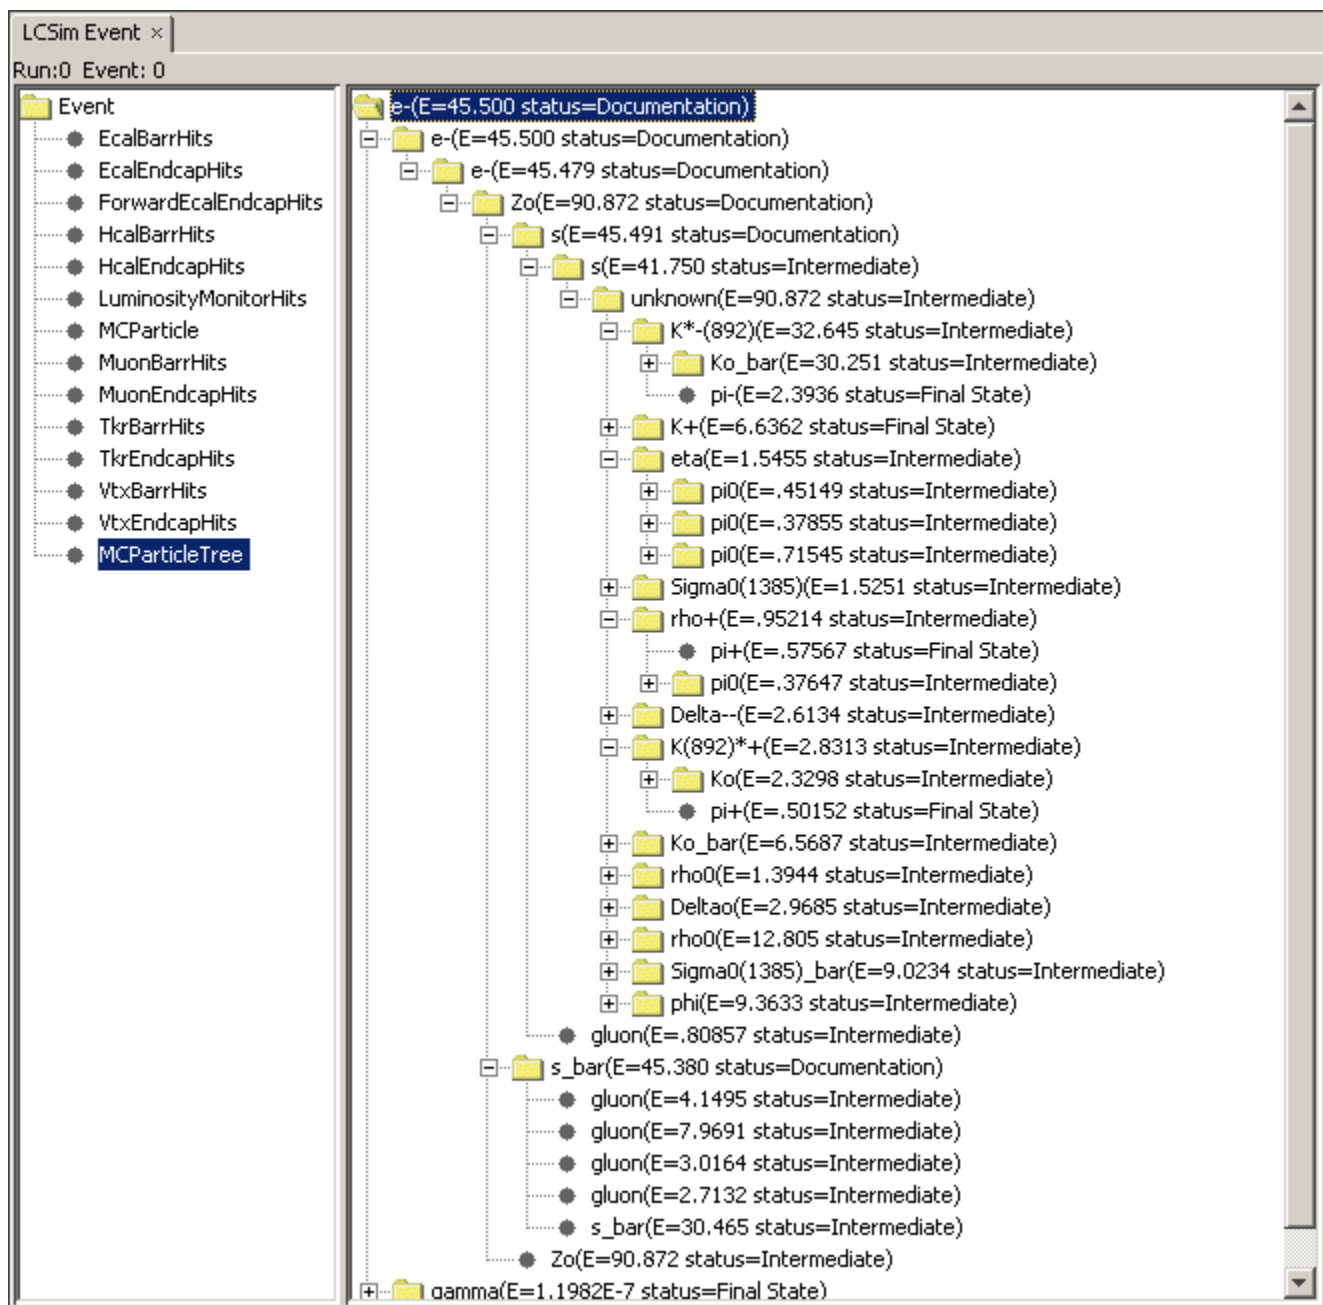 LCSim Event ×
Run:0 Event: 0
Event
EcalBarrHits
EcalEndcapHits
ForwardEcalEndcapHits
HcalBarrHits
HcalEndcapHits
LuminosityMonitorHits
MCParticle
MuonBarrHits
MuonEndcapHits
TkrBarrHits
TkrEndcapHits
VtxBarrHits
VtxEndcapHits
MCParticleTree
e-(E=45.500 status=Documentation)
e-(E=45.500 status=Documentation)
e-(E=45.479 status=Documentation)
Zo(E=90.872 status=Documentation)
s(E=45.491 status=Documentation)
s(E=41.750 status=Intermediate)
unknown(E=90.872 status=Intermediate)
K*-(892)(E=32.645 status=Intermediate)
Ko_bar(E=30.251 status=Intermediate)
pi-(E=2.3936 status=Final State)
K+(E=6.6362 status=Final State)
eta(E=1.5455 status=Intermediate)
pi0(E=.45149 status=Intermediate)
pi0(E=.37855 status=Intermediate)
pi0(E=.71545 status=Intermediate)
Sigma0(1385)(E=1.5251 status=Intermediate)
rho+(E=.95214 status=Intermediate)
pi+(E=.57567 status=Final State)
pi0(E=.37647 status=Intermediate)
Delta--(E=2.6134 status=Intermediate)
K(892)*+(E=2.8313 status=Intermediate)
Ko(E=2.3298 status=Intermediate)
pi+(E=.50152 status=Final State)
Ko_bar(E=6.5687 status=Intermediate)
rho0(E=1.3944 status=Intermediate)
Deltao(E=2.9685 status=Intermediate)
rho0(E=12.805 status=Intermediate)
Sigma0(1385)_bar(E=9.0234 status=Intermediate)
phi(E=9.3633 status=Intermediate)
gluon(E=.80857 status=Intermediate)
s_bar(E=45.380 status=Documentation)
gluon(E=4.1495 status=Intermediate)
gluon(E=7.9691 status=Intermediate)
gluon(E=3.0164 status=Intermediate)
gluon(E=2.7132 status=Intermediate)
s_bar(E=30.465 status=Intermediate)
Zo(E=90.872 status=Intermediate)
gamma(E=1.1982E-7 status=Final State)